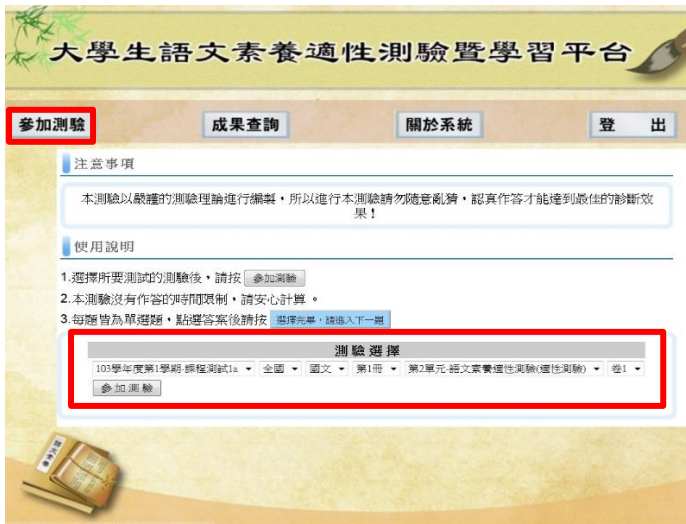 大學生語文素養適性測驗暨學習平台
參加測驗 成果查詢 關於系統 登 出
注意事項
本測驗以嚴謹的測驗理論進行編製,所以進行本測驗請勿隨意亂猜,認真作答才能達到最佳的診斷效
果!
使用說明
1.選擇所要測試的測驗後,請按 參加測驗
2.本測驗沒有作答的時間限制,請安心計算。
3.每題皆為單選題,點選答案後請按 選擇完畢,請進入下一題
測驗選擇
103學年度第1學期-課程測試1a 全國 國文 第1冊 第2單元-語文素養適性測驗(適性測驗) 卷1
參加測驗
語文素養